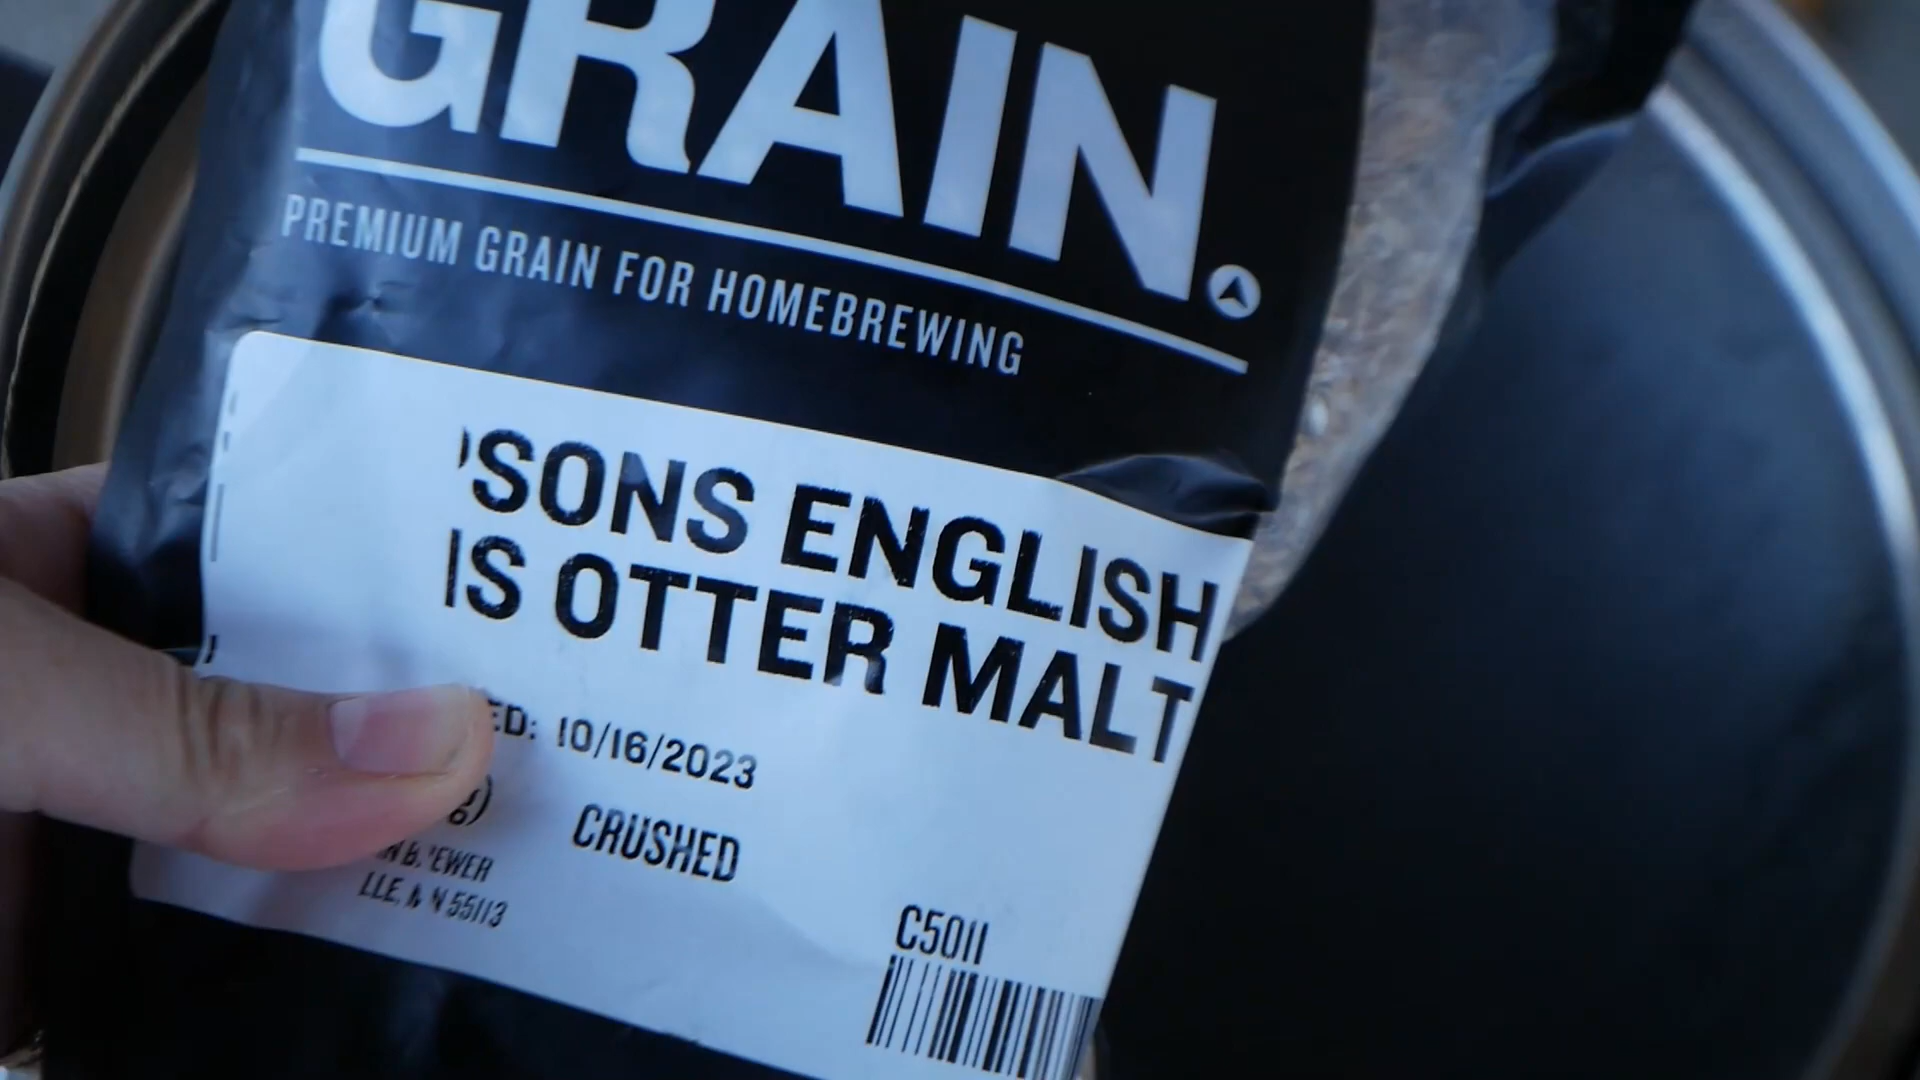 GRAIN.
PREMIUM GRAIN FOR HOMEBREWING
SONS ENGLISH
IS OTTER MALT
ED: 10/16/2023
g)
CRUSHED
EWER
LLE, MN 55113
C5011